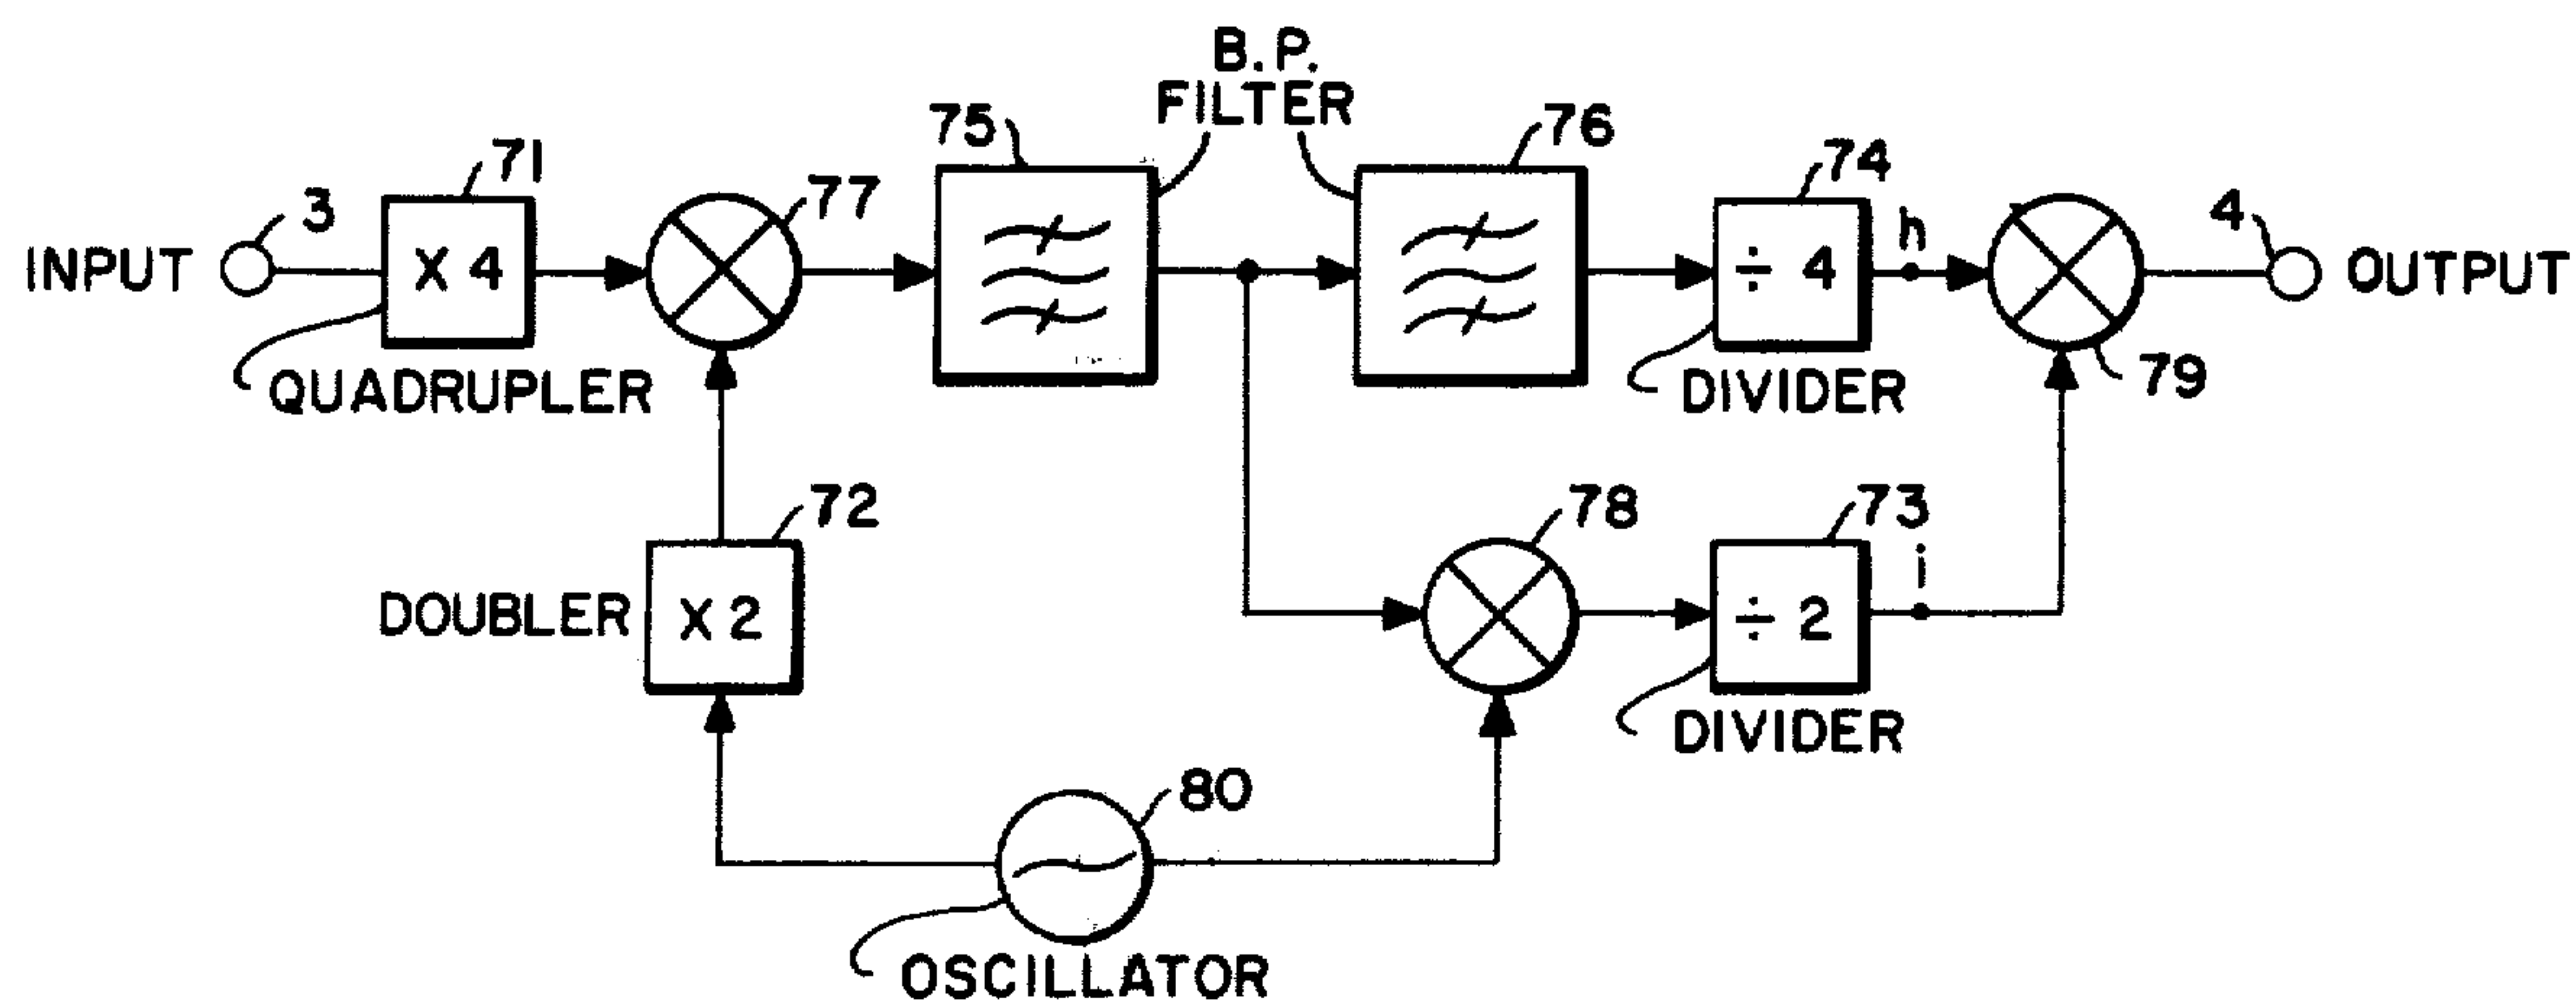 B.P.
FILTER
75
76
71
74
77
3
h
4
INPUT
X 4
÷ 4
OUTPUT
QUADRUPLER
DIVIDER
79
72
78
73
i
DOUBLER
X 2
÷ 2
DIVIDER
80
OSCILLATOR